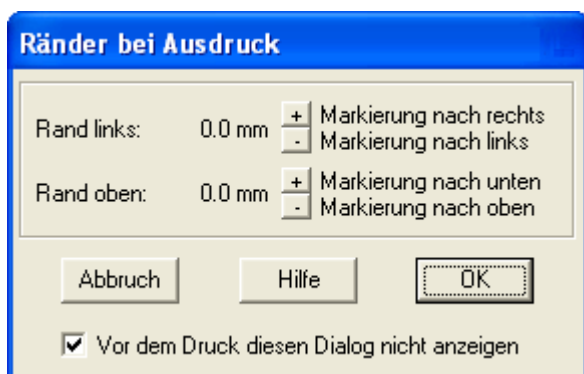 Ränder bei Ausdruck
Rand links: 0.0 mm + Markierung nach rechts
- Markierung nach links
Rand oben: 0.0 mm + Markierung nach unten
- Markierung nach oben
Abbruch Hilfe OK
Vor dem Druck diesen Dialog nicht anzeigen